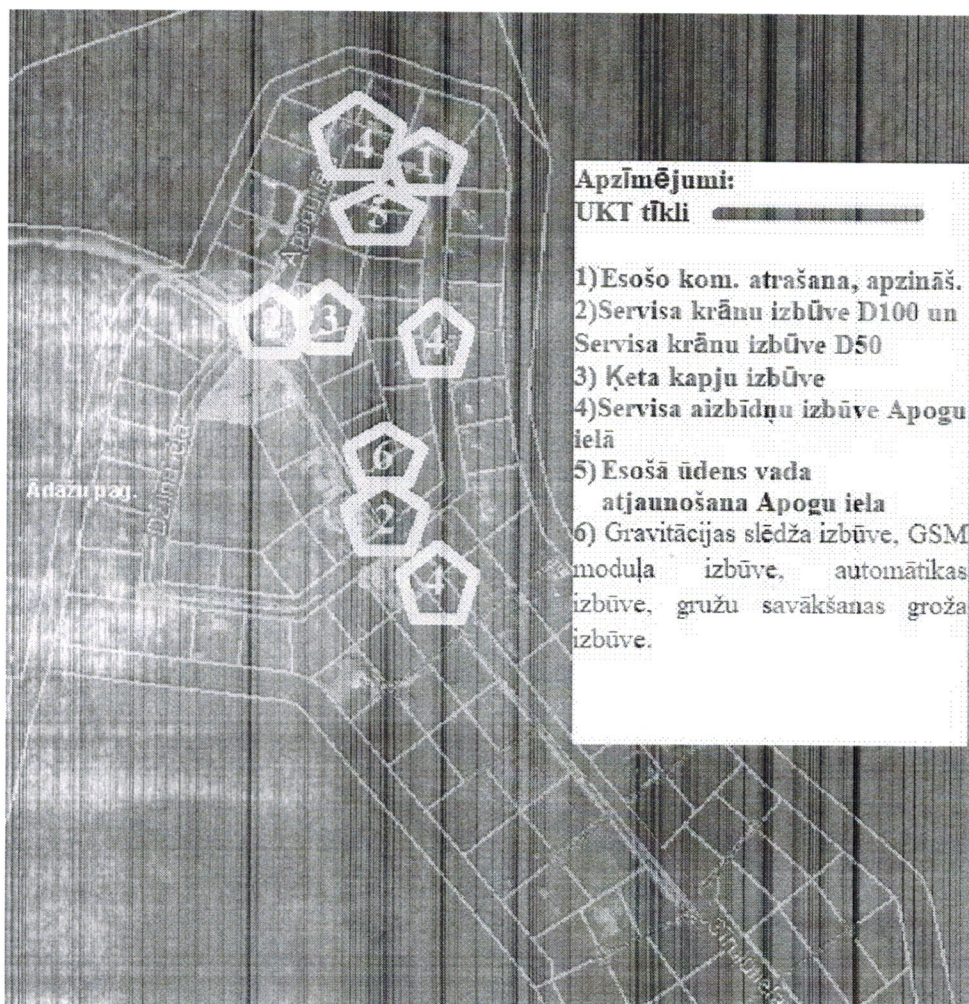 4
1
5
Apogu iela
2
3
4
6
2
4
Ādažu pag.
Cīruļu iela
Apzīmējumi:
UKT tīkli
1)Esošo kom. atrašana, apzināš.
2)Servisa krānu izbūve D100 un
Servisa krānu izbūve D50
3) Ķeta kapju izbūve
4)Servisa aizbīdņu izbūve Apogu
ielā
5) Esošā ūdens vada
atjaunošana Apogu iela
6) Gravitācijas slēdža izbūve, GSM
moduļa izbūve, automātikas
izbūve, gružu savākšanas groža
izbūve.